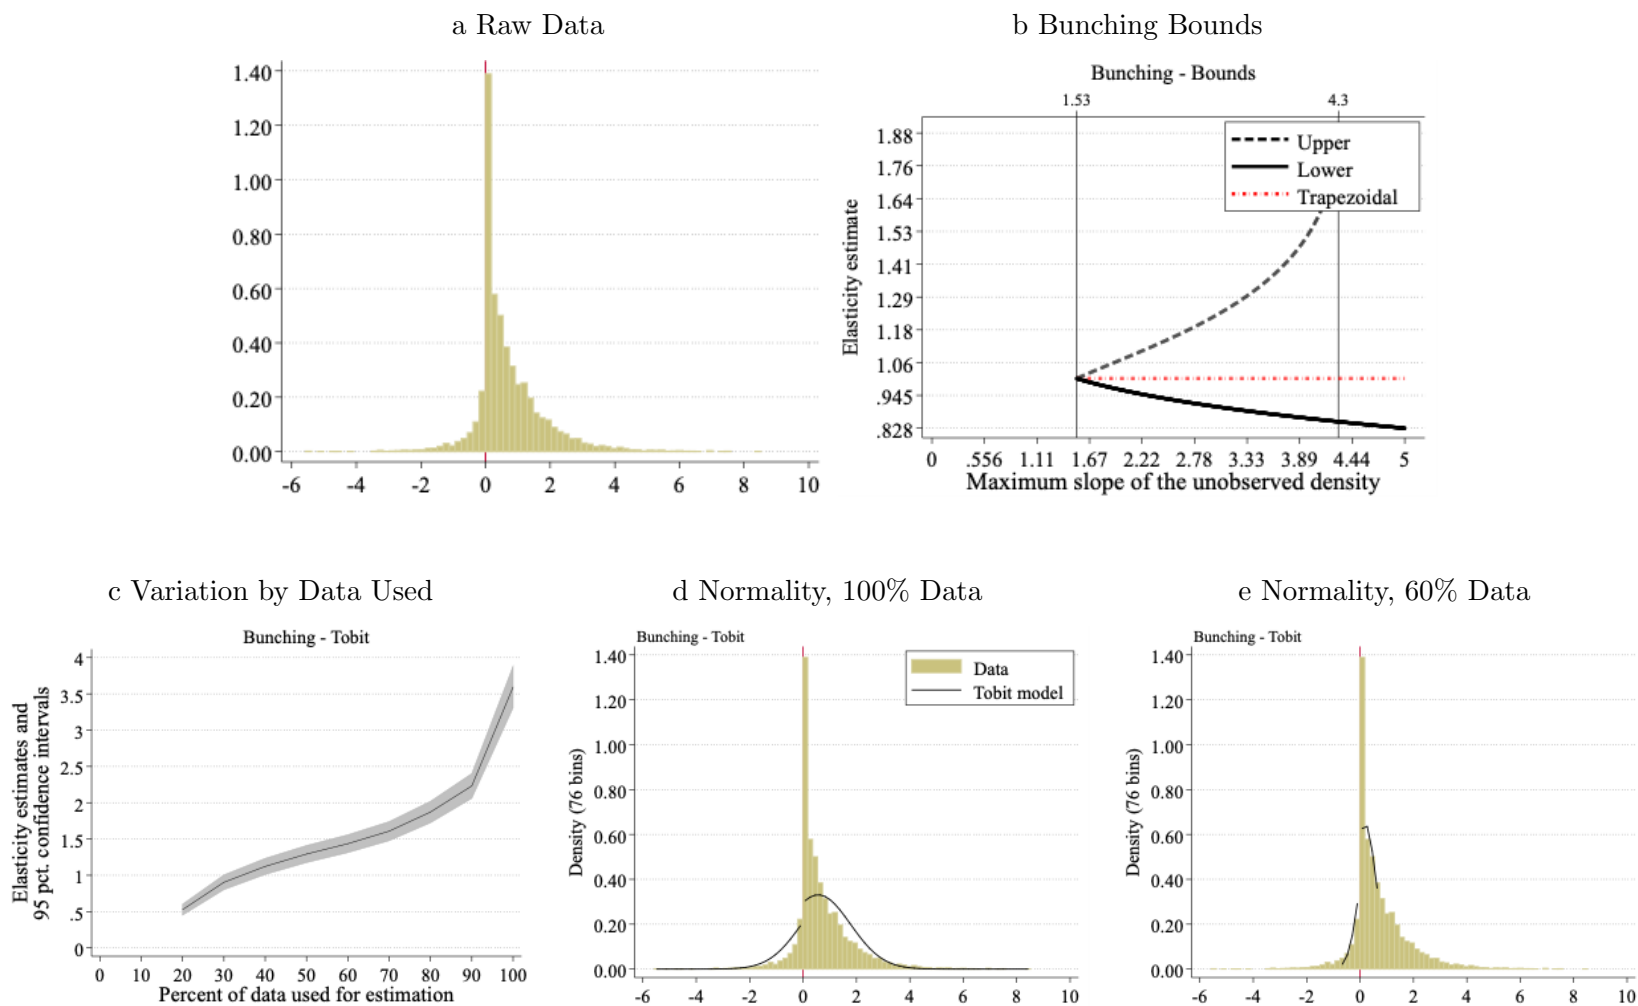 a Raw Data
1.40
1.20
1.00
0.80
0.60
0.40
0.20
0.00
-6 -4 -2 0 2 4 6 8 10
b Bunching Bounds
Bunching - Bounds
1.53 4.3
Elasticity estimate
1.88
1.76
1.64
1.53
1.41
1.29
1.18
1.06
.945
.828
Upper
Lower
Trapezoidal
0 .556 1.11 1.67 2.22 2.78 3.33 3.89 4.44 5
Maximum slope of the unobserved density
c Variation by Data Used
Bunching - Tobit
Elasticity estimates and
95 pct. confidence intervals
4
3.5
3
2.5
2
1.5
1
.5
0
0 10 20 30 40 50 60 70 80 90 100
Percent of data used for estimation
d Normality, 100% Data
Bunching - Tobit
Density (76 bins)
1.40
1.20
1.00
0.80
0.60
0.40
0.20
0.00
Data
Tobit model
-6 -4 -2 0 2 4 6 8 10
e Normality, 60% Data
Bunching - Tobit
Density (76 bins)
1.40
1.20
1.00
0.80
0.60
0.40
0.20
0.00
-6 -4 -2 0 2 4 6 8 10